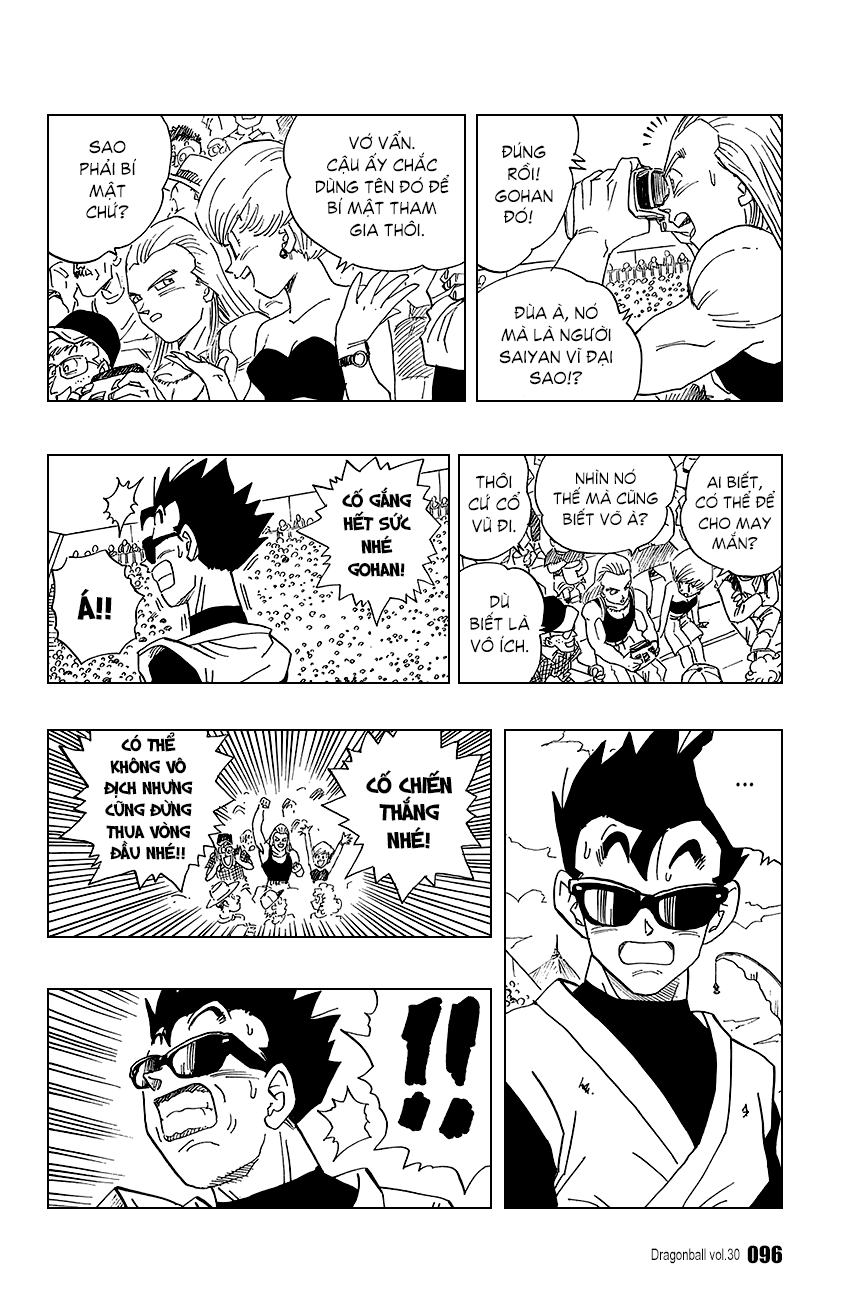 ĐÚNG
RỒI!
GOHAN
ĐÓ!
ĐÙA À, NÓ
MÀ LÀ NGƯỜI
SAIYAN VĨ ĐẠI
SAO!?
VỚ VẨN.
CẬU ẤY CHẮC
DÙNG TÊN ĐÓ ĐỂ
BÍ MẬT THAM
GIA THÔI.
SAO
PHẢI BÍ
MẬT
CHỨ?
AI BIẾT,
CÓ THỂ ĐỂ
CHO MAY
MẮN?
NHÌN NÓ
THẾ MÀ CŨNG
BIẾT VÕ À?
THÔI
CỨ CỔ
VŨ ĐI.
DÙ
BIẾT LÀ
VÔ ÍCH.
CỐ GẮNG
HẾT SỨC
NHÉ
GOHAN!
Á!!
...
CỐ CHIẾN
THẮNG
NHÉ!
CÓ THỂ
KHÔNG VÔ
ĐỊCH NHƯNG
CŨNG ĐỪNG
THUA VÒNG
ĐẦU NHÉ!!
!!
Dragonball vol.30 096